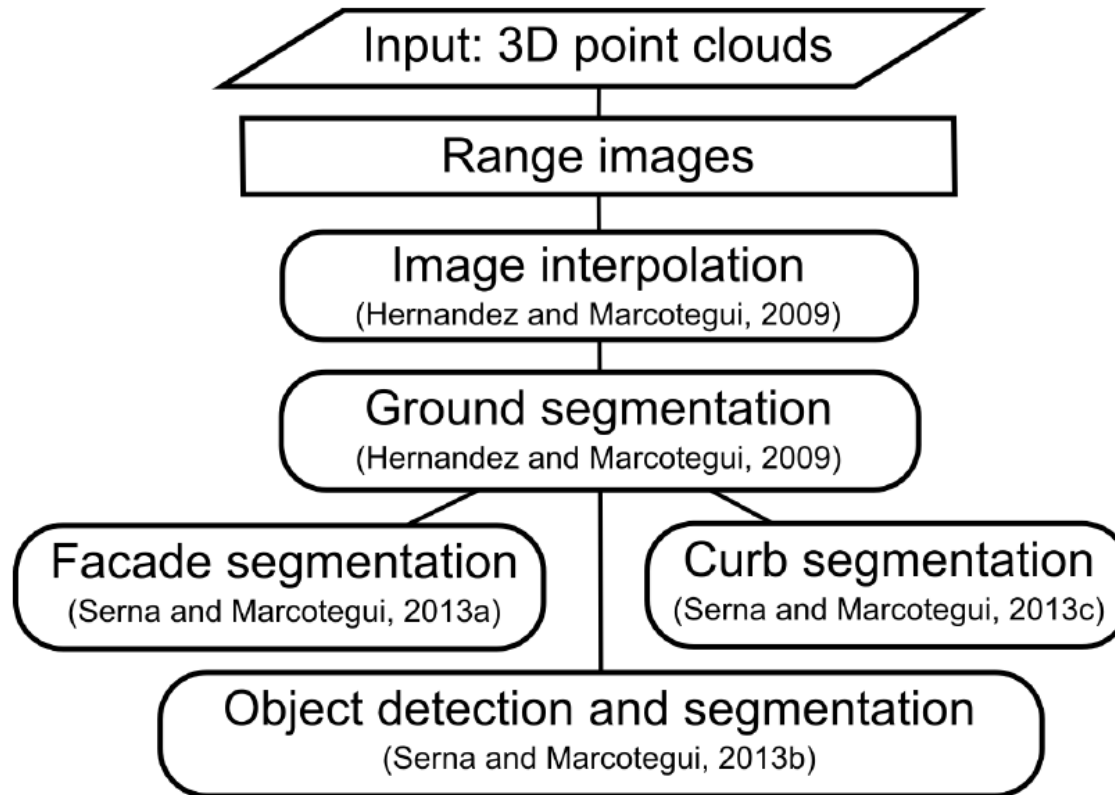 Input: 3D point clouds
Range images
Image interpolation
(Hernandez and Marcotegui, 2009)
Ground segmentation
(Hernandez and Marcotegui, 2009)
Facade segmentation
(Serna and Marcotegui, 2013a)
Curb segmentation
(Serna and Marcotegui, 2013c)
Object detection and segmentation
(Serna and Marcotegui, 2013b)